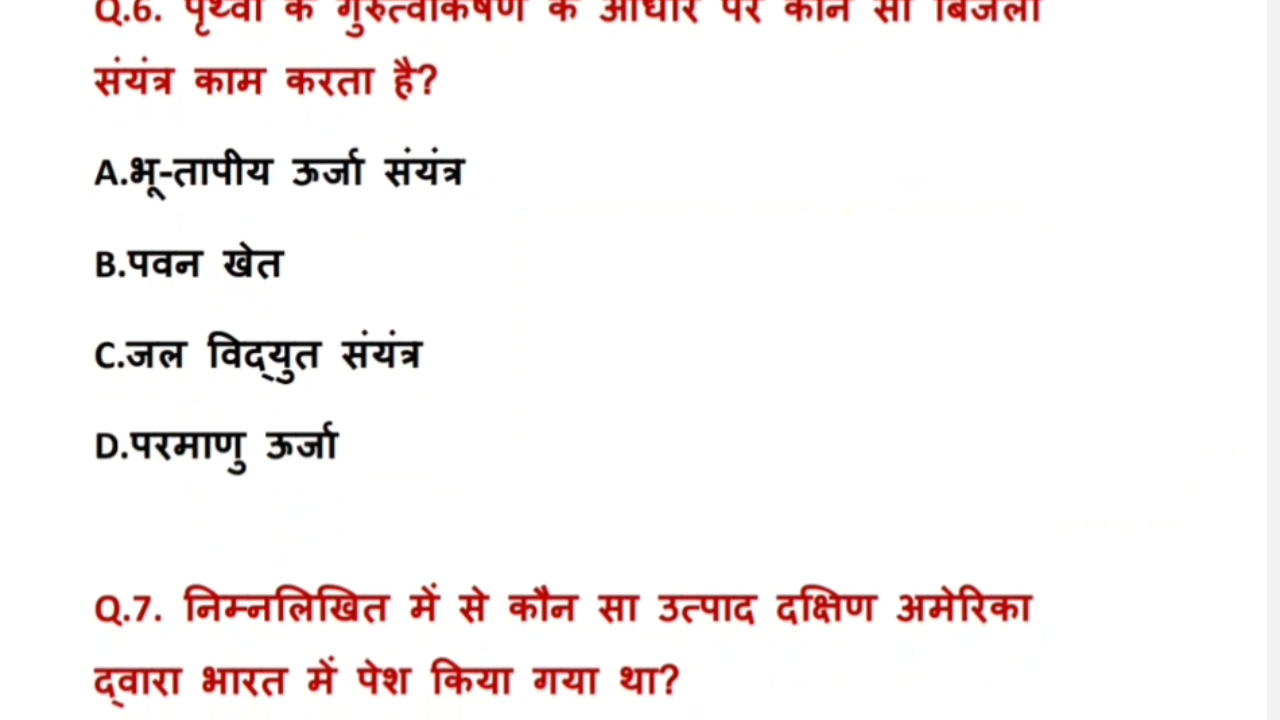 Q.6. पृथ्वी के गुरुत्वाकर्षण के आधार पर कौन सा बिजली
संयंत्र काम करता है?
A.भू-तापीय ऊर्जा संयंत्र
B.पवन खेत
C.जल विद्युत संयंत्र
D.परमाणु ऊर्जा
Q.7. निम्नलिखित में से कौन सा उत्पाद दक्षिण अमेरिका
द्वारा भारत में पेश किया गया था?